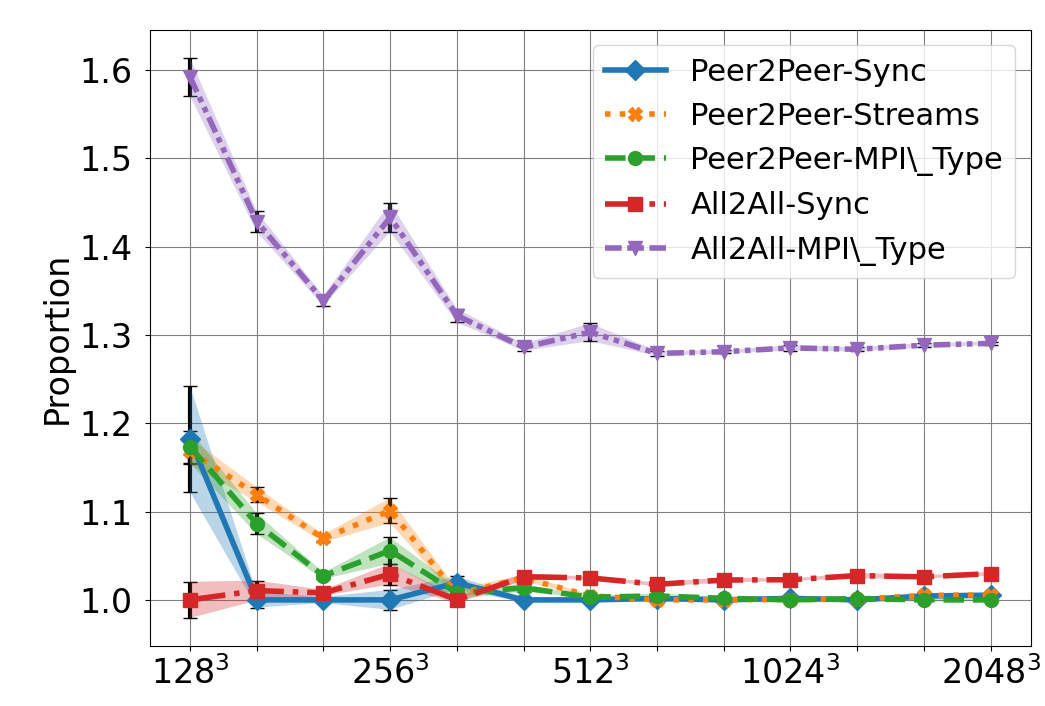 1.6
1.5
1.4
1.3
1.2
1.1
1.0
Proportion
Peer2Peer-Sync
Peer2Peer-Streams
Peer2Peer-MPI\_Type
All2All-Sync
All2All-MPI\_Type
128³ 256³ 512³ 1024³ 2048³